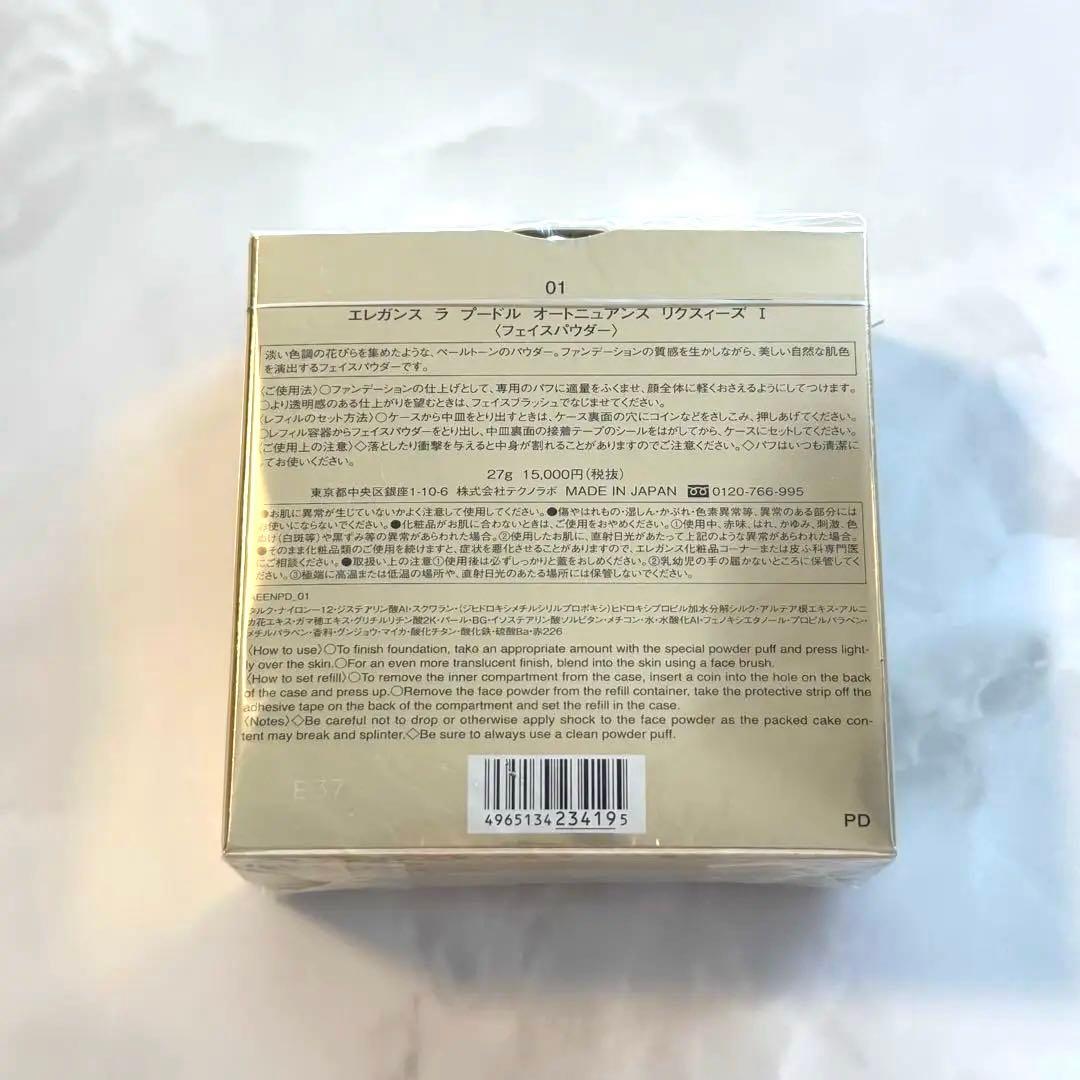 01
エレガンス ラ プードル オートニュアンス リクスィーズ I
〈フェイスパウダー〉
淡い色調の花びらを集めたような、ペールトーンのパウダー。ファンデーションの質感を生かしながら、美しい自然な肌色
を演出するフェイスパウダーです。
〈ご使用法〉○ファンデーションの仕上げとして、専用のパフに適量をふくませ、顔全体に軽くおさえるようにしてつけます。
○より透明感のある仕上がりを望むときは、フェイスブラッシュでなじませてください。
〈レフィルのセット方法〉○ケースから中皿をとり出すときは、ケース裏面の穴にコインなどをさしこみ、押しあげてください。
○レフィル容器からフェイスパウダーをとり出し、中皿裏面の接着テープのシールをはがしてから、ケースにセットしてください。
〈ご使用上の注意〉◇落としたり衝撃を与えると中身が割れることがありますのでご注意ください。◇パフはいつも清潔にし
てお使いください。
27g 15,000円(税抜)
東京都中央区銀座1-10-6 株式会社テクノラボ MADE IN JAPAN 0120-766-995
●お肌に異常が生じていないかよく注意して使用してください。●傷やはれもの・湿しん・かぶれ・色素異常等、異常のある部分には
お使いにならないでください。●化粧品がお肌に合わないときは、ご使用をおやめください。①使用中、赤味、はれ、かゆみ、刺激、色
ぬけ(白斑等)や黒ずみ等の異常があらわれた場合。②使用したお肌に、直射日光があたって上記のような異常があらわれた場合。
●そのまま化粧品類のご使用を続けますと、症状を悪化させることがありますので、エレガンス化粧品コーナーまたは皮ふ科専門医
にご相談ください。●取扱い上の注意①使用後は必ずしっかりと蓋をおしめください。②乳幼児の手の届かないところに保管してく
ださい。③極端に高温または低温の場所や、直射日光のあたる場所には保管しないでください。
AEENPD_01
タルク・ナイロン-12・ジステアリン酸Al・スクワラン・(ジヒドロキシメチルシリルプロポキシ)ヒドロキシプロピル加水分解シルク・アルテア根エキス・アルニ
カ花エキス・ガマ穂エキス・グリチルリチン酸2K・パール・BG・イソステアリン酸ソルビタン・メチコン・水・水酸化Al・フェノキシエタノール・プロピルパラベン・
メチルパラベン・香料・グンジョウ・マイカ・酸化チタン・酸化鉄・硫酸Ba・赤226
〈How to use〉○To finish foundation, take an appropriate amount with the special powder puff and press light-
ly over the skin.○For an even more translucent finish, blend into the skin using a face brush.
〈How to set refill〉○To remove the inner compartment from the case, insert a coin into the hole on the back
of the case and press up.○Remove the face powder from the refill container, take the protective strip off the
adhesive tape on the back of the compartment and set the refill in the case.
〈Notes〉◇Be careful not to drop or otherwise apply shock to the face powder as the packed cake con-
tent may break and splinter.◇Be sure to always use a clean powder puff.
E37
4965134234195
PD